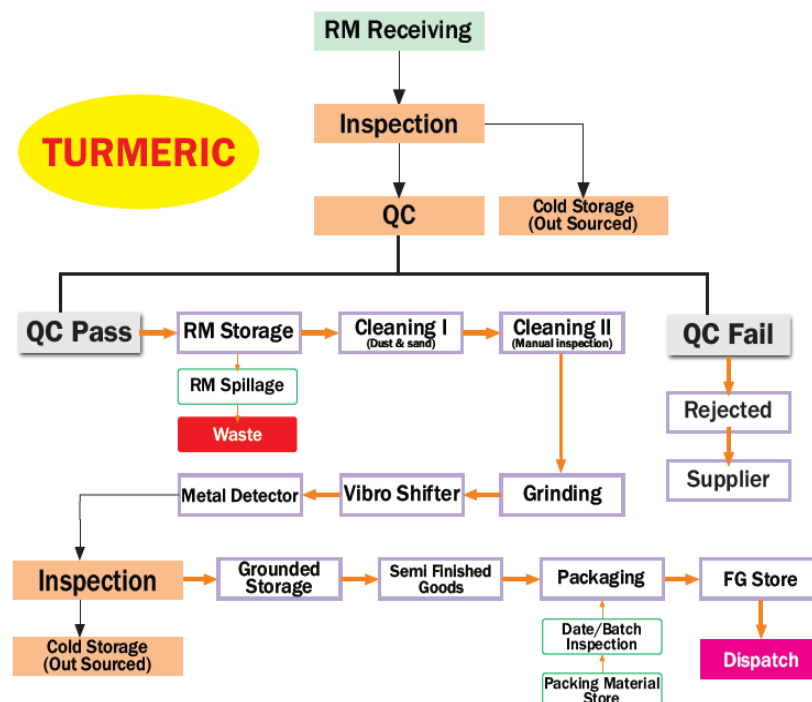 RM Receiving
TURMERIC
Inspection
QC
Cold Storage
(Out Sourced)
QC Pass
RM Storage
Cleaning I
(Dust & sand)
Cleaning II
(Manual inspection)
QC Fail
RM Spillage
Waste
Rejected
Supplier
Metal Detector
Vibro Shifter
Grinding
Inspection
Grounded
Storage
Semi Finished
Goods
Packaging
FG Store
Cold Storage
(Out Sourced)
Date/Batch
Inspection
Dispatch
Packing Material
Store